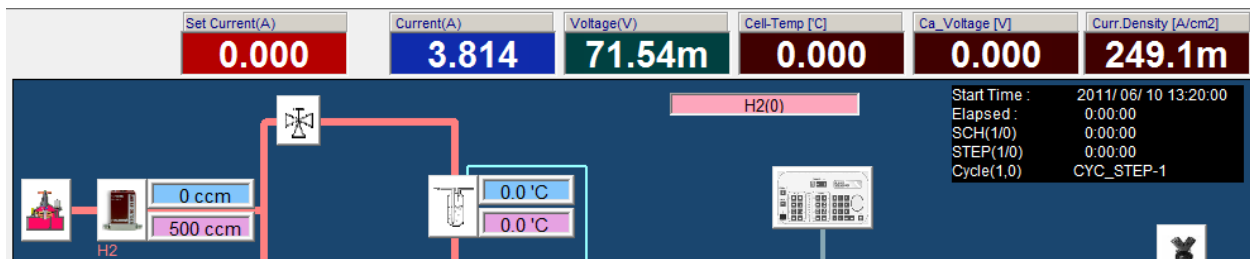 Set Current(A) Current(A) Voltage(V) Cell-Temp ['C] Ca_Voltage [V] Curr.Density [A/cm2]
0.000 3.814 71.54m 0.000 0.000 249.1m
H2(0)
Start Time : 2011/ 06/ 10 13:20:00
Elapsed : 0:00:00
SCH(1/0) 0:00:00
STEP(1/0) 0:00:00
Cycle(1,0) CYC_STEP-1
0 ccm
500 ccm
H2
0.0 'C
0.0 'C